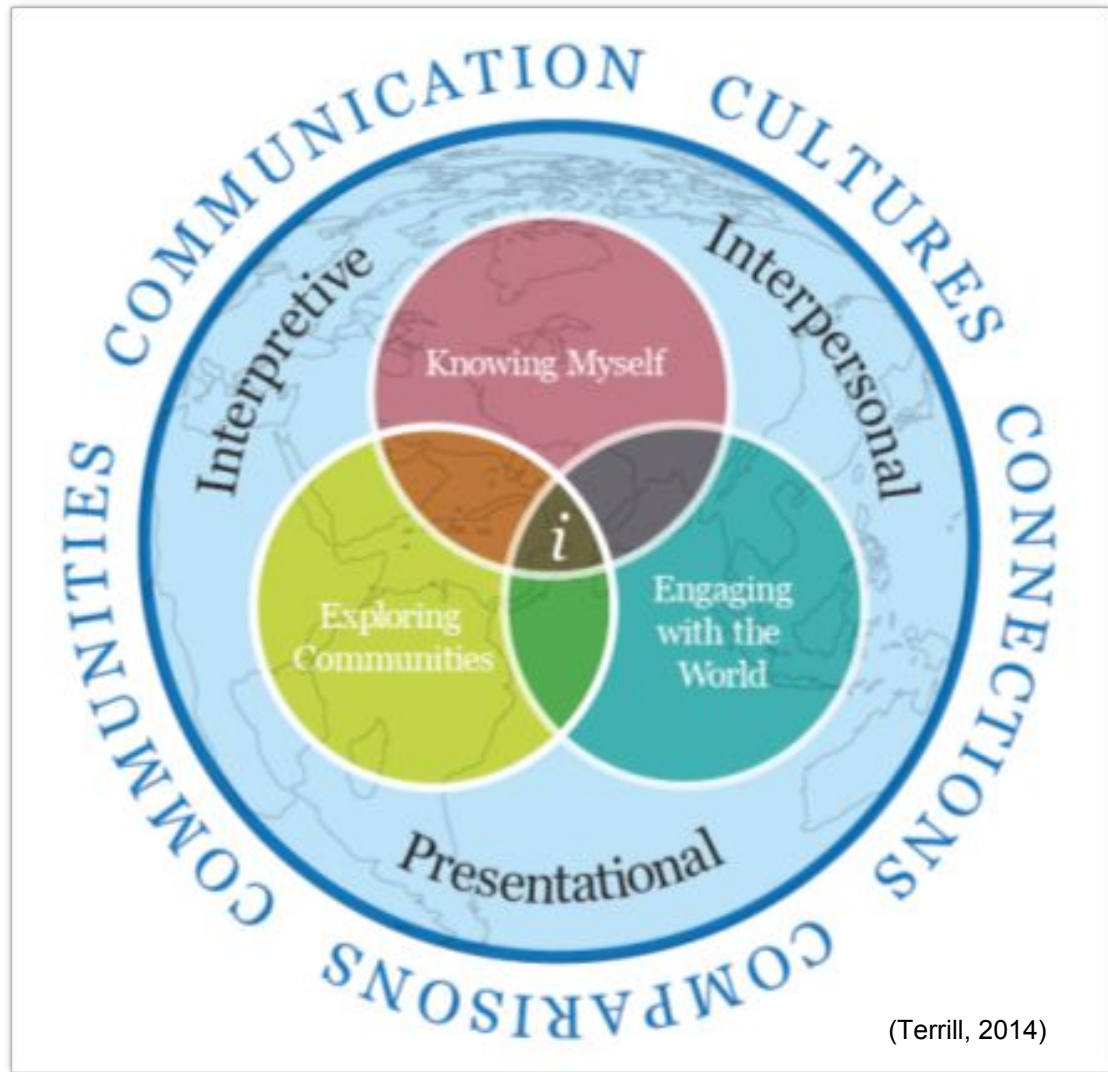 COMMUNICATION
CULTURES
CONNECTIONS
COMPARISONS
COMMUNITIES
Interpretive
Interpersonal
Presentational
Knowing Myself
i
Exploring
Communities
Engaging
with the
World
(Terrill, 2014)